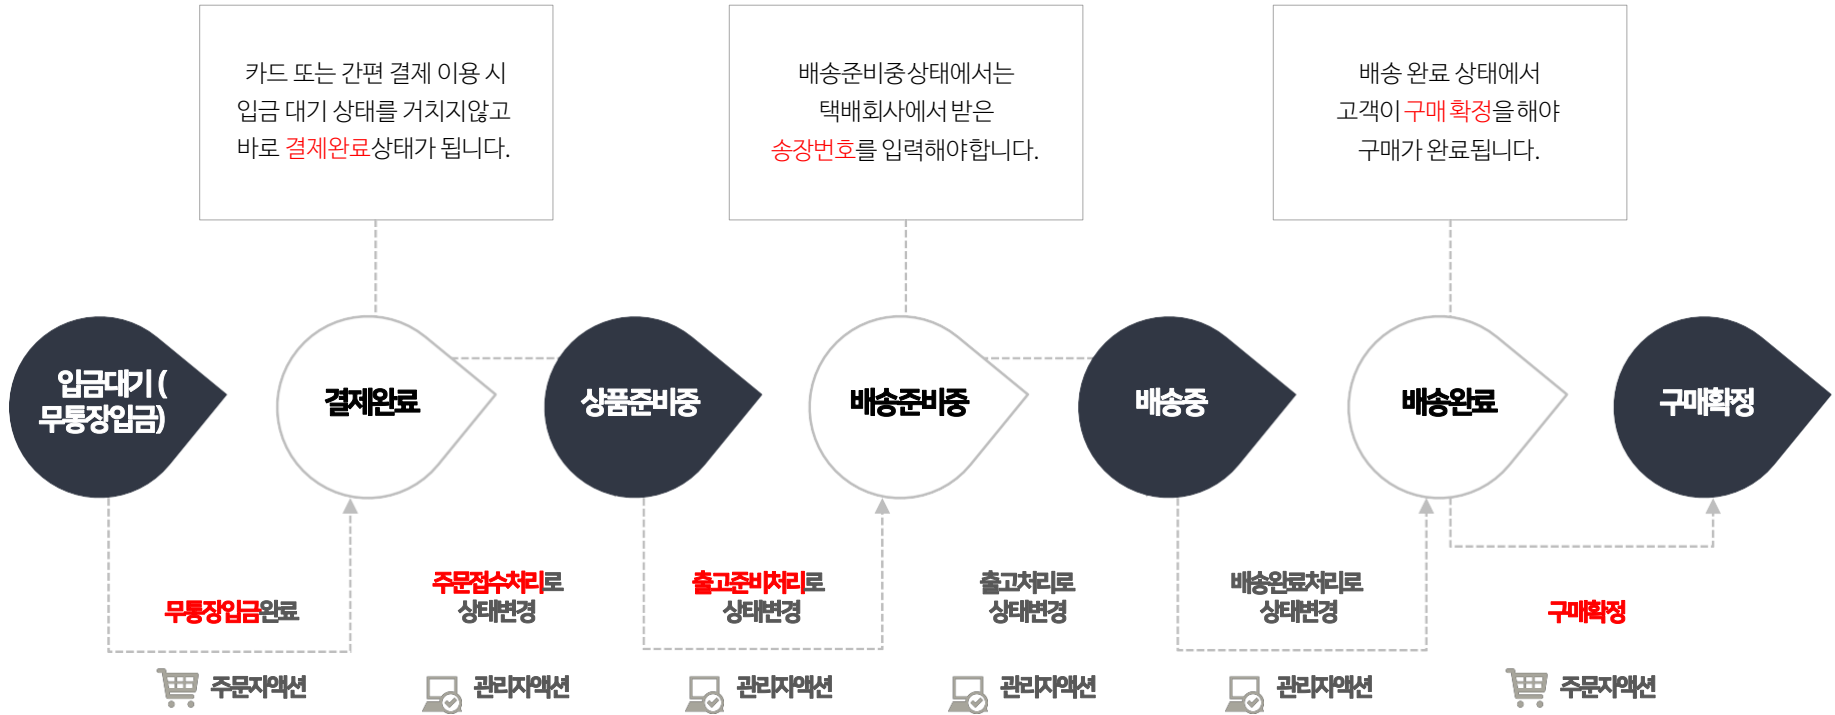 카드 또는 간편 결제 이용 시
입금 대기 상태를 거치지않고
바로 결제완료상태가 됩니다.
배송준비중상태에서는
택배회사에서 받은
송장번호를 입력해야합니다.
배송 완료 상태에서
고객이 구매 확정을 해야
구매가 완료됩니다.
입금대기 (
무통장입금)
결제완료
상품준비중
배송준비중
배송중
배송완료
구매확정
무통장입금완료
주문접수처리로
상태변경
출고준비처리로
상태변경
출고처리로
상태변경
배송완료처리로
상태변경
구매확정
주문자액션
관리자액션
관리자액션
관리자액션
관리자액션
주문자액션